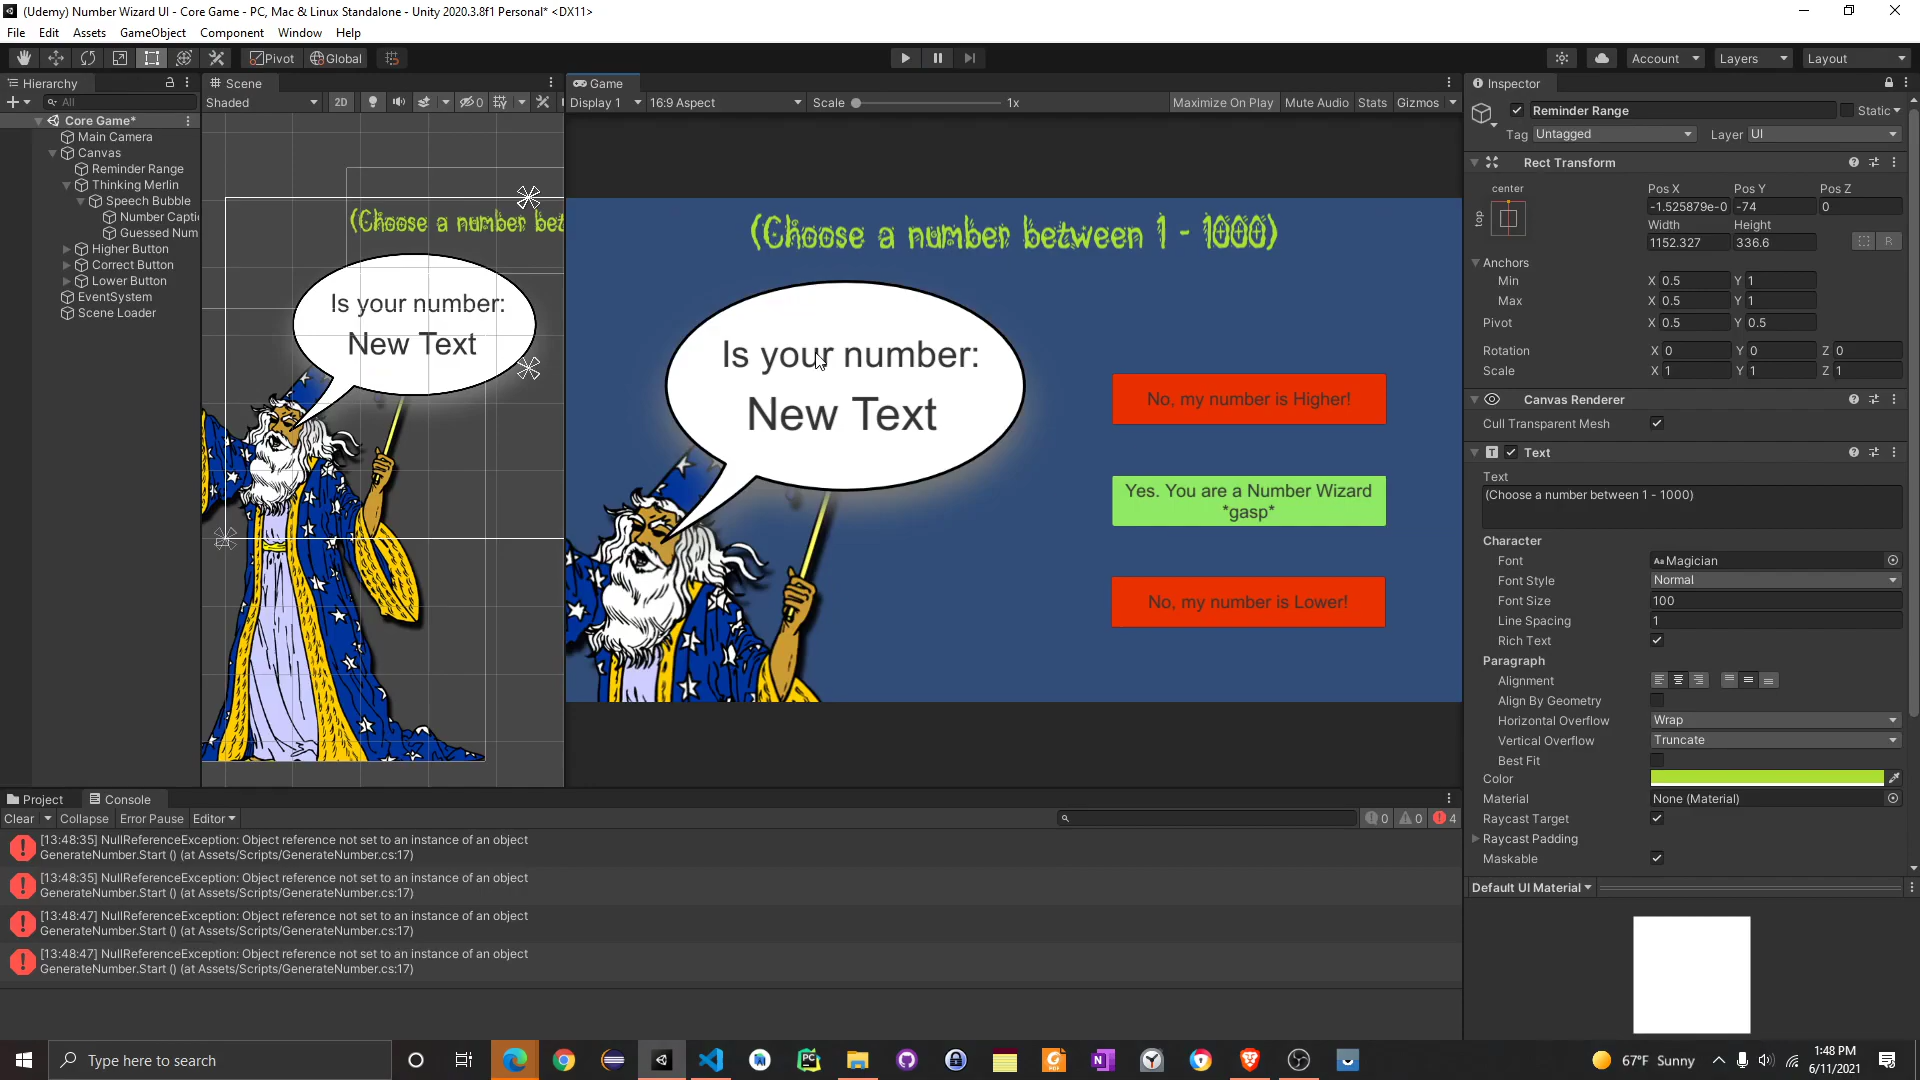 (Udemy) Number Wizard UI - Core Game - PC, Mac & Linux Standalone - Unity 2020.3.8f1 Personal* <DX11>
File Edit Assets GameObject Component Window Help
Pivot Global Account Layers Layout
Hierarchy
All
Core Game*
Main Camera
Canvas
Reminder Range
Thinking Merlin
Speech Bubble
Number Capti
Guessed Num
Higher Button
Correct Button
Lower Button
EventSystem
Scene Loader
Scene
Shaded 2D 0
(Choose a number bet
Is your number:
New Text
Game
Display 1 16:9 Aspect Scale 1x Maximize On Play Mute Audio Stats Gizmos
(Choose a number between 1 - 1000)
Is your number:
New Text
No, my number is Higher!
Yes. You are a Number Wizard
*gasp*
No, my number is Lower!
Inspector
Reminder Range Static
Tag Untagged Layer UI
Rect Transform
center
top
Pos X Pos Y Pos Z
-1.525879e-0 -74 0
Width Height
1152.327 336.6
R
Anchors
Min X 0.5 Y 1
Max X 0.5 Y 1
Pivot X 0.5 Y 0.5
Rotation X 0 Y 0 Z 0
Scale X 1 Y 1 Z 1
Canvas Renderer
Cull Transparent Mesh
T Text
Text
(Choose a number between 1 - 1000)
Character
Font Aa Magician
Font Style Normal
Font Size 100
Line Spacing 1
Rich Text
Paragraph
Alignment
Align By Geometry
Horizontal Overflow Wrap
Vertical Overflow Truncate
Best Fit
Color
Material None (Material)
Raycast Target
Raycast Padding
Maskable
Default UI Material
Project Console
Clear Collapse Error Pause Editor 0 0 4
[13:48:35] NullReferenceException: Object reference not set to an instance of an object
GenerateNumber.Start () (at Assets/Scripts/GenerateNumber.cs:17)
[13:48:35] NullReferenceException: Object reference not set to an instance of an object
GenerateNumber.Start () (at Assets/Scripts/GenerateNumber.cs:17)
[13:48:47] NullReferenceException: Object reference not set to an instance of an object
GenerateNumber.Start () (at Assets/Scripts/GenerateNumber.cs:17)
[13:48:47] NullReferenceException: Object reference not set to an instance of an object
GenerateNumber.Start () (at Assets/Scripts/GenerateNumber.cs:17)
Type here to search
PC
N
67°F Sunny
1:48 PM
6/11/2021